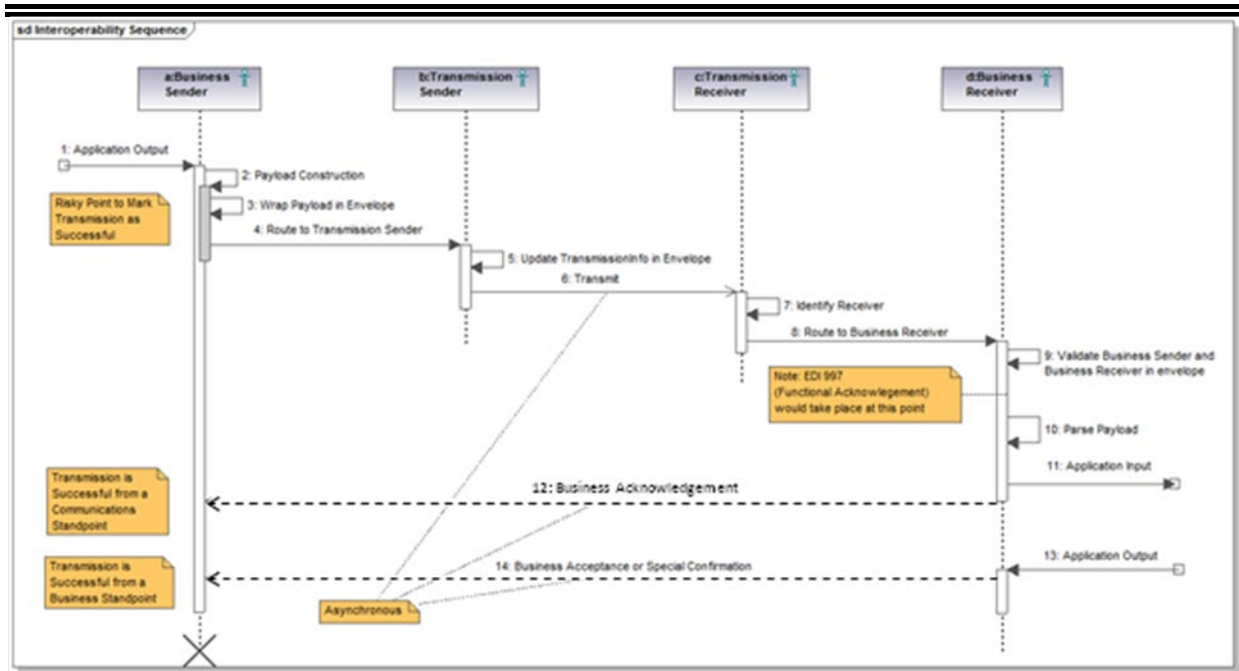 sd Interoperability Sequence
a:Business
Sender
b:Transmission
Sender
c:Transmission
Receiver
d:Business
Receiver
1: Application Output
2: Payload Construction
Risky Point to Mark
Transmission as
Successful
3: Wrap Payload in Envelope
4: Route to Transmission Sender
5: Update TransmissionInfo in Envelope
6: Transmit
7: Identify Receiver
8: Route to Business Receiver
9: Validate Business Sender and
Business Receiver in envelope
Note: EDI 997
(Functional Acknowlegement)
would take place at this point
10: Parse Payload
11: Application Input
Transmission is
Successful from a
Communications
Standpoint
12: Business Acknowledgement
13: Application Output
Transmission is
Successful from a
Business Standpoint
14: Business Acceptance or Special Confirmation
Asynchronous